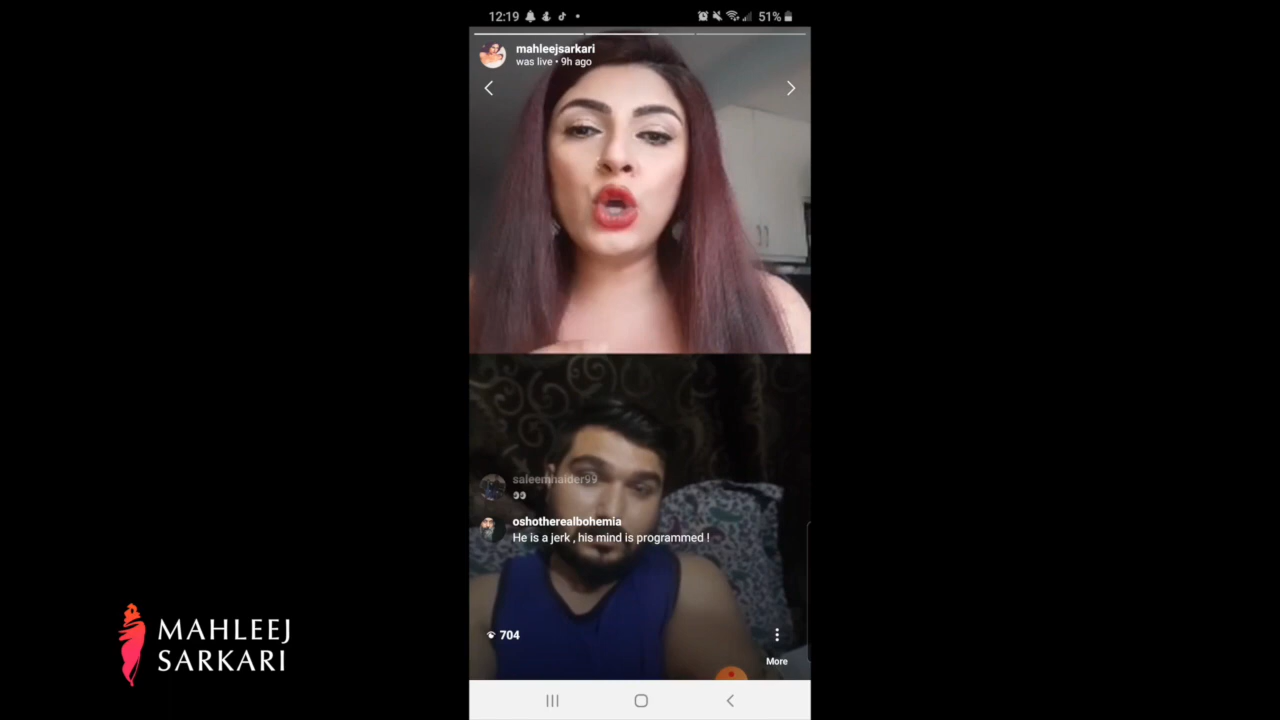 12:19
51%
mahleejsarkari
was live • 9h ago
saleemhaider99
oshotherealbohemia
He is a jerk , his mind is programmed !
704
More
MAHLEEJ
SARKARI